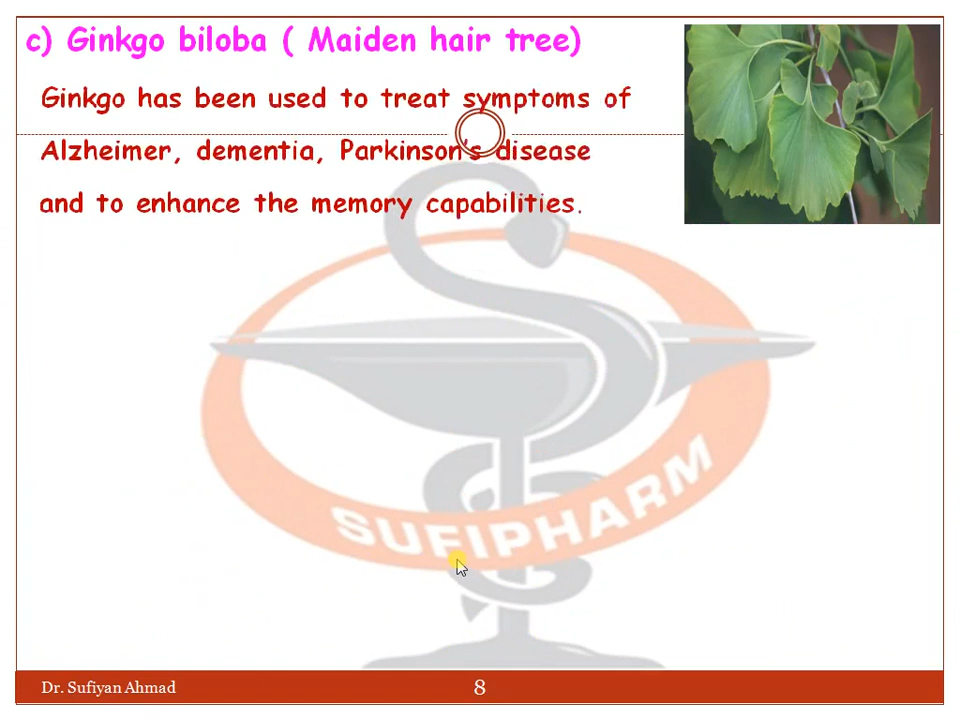 c) Ginkgo biloba ( Maiden hair tree)
Ginkgo has been used to treat symptoms of
Alzheimer, dementia, Parkinson's disease
and to enhance the memory capabilities.
SUFIPHARM
Dr. Sufiyan Ahmad
8